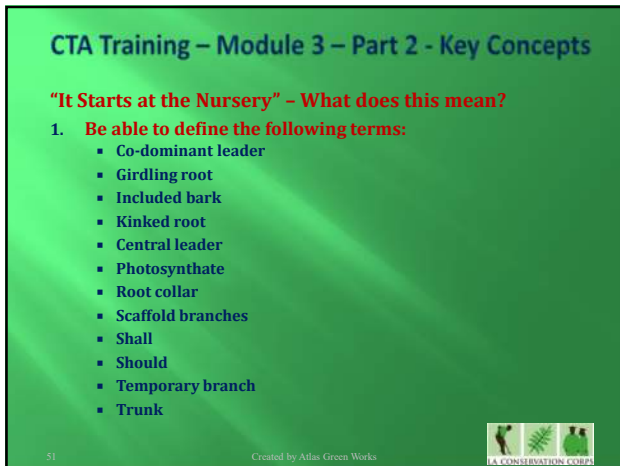 CTA Training – Module 3 – Part 2 - Key Concepts
“It Starts at the Nursery” – What does this mean?
1. Be able to define the following terms:
▪ Co-dominant leader
▪ Girdling root
▪ Included bark
▪ Kinked root
▪ Central leader
▪ Photosynthate
▪ Root collar
▪ Scaffold branches
▪ Shall
▪ Should
▪ Temporary branch
▪ Trunk
51
Created by Atlas Green Works
LA CONSERVATION CORPS